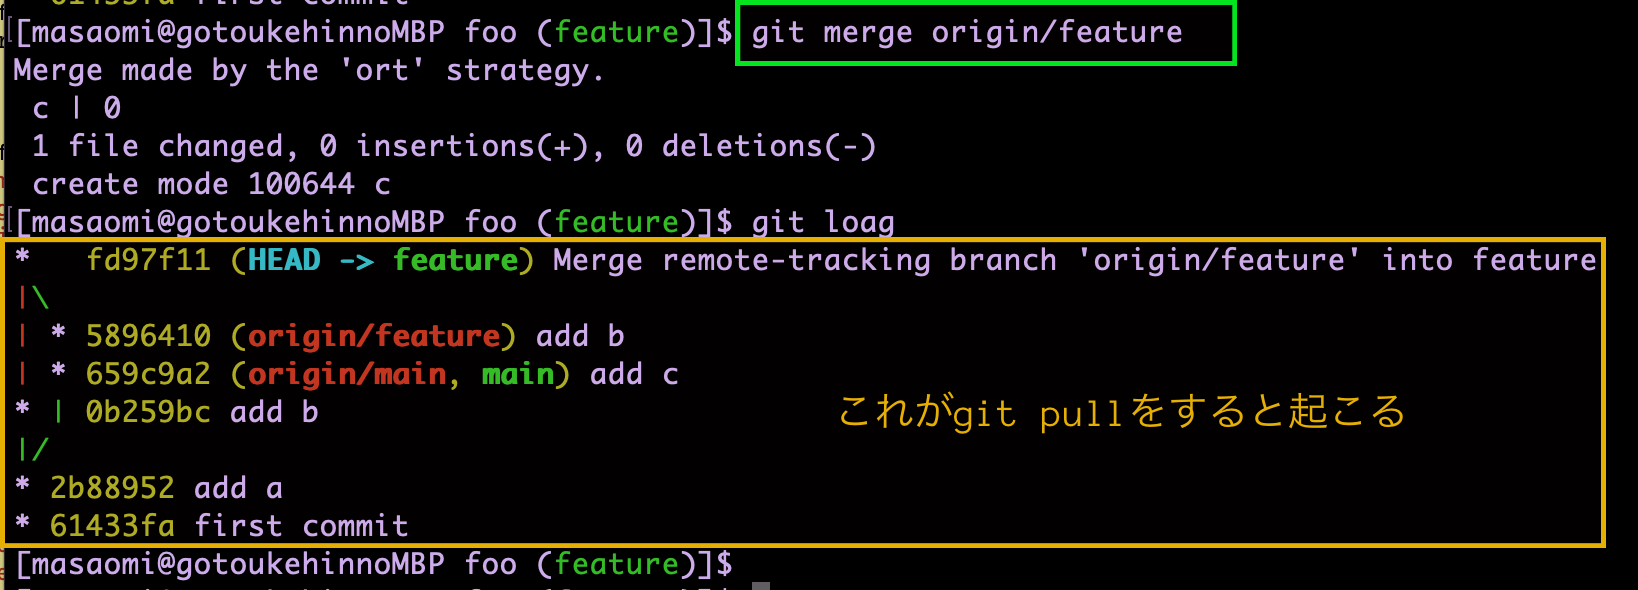 61433fa first commit
[masaomi@gotoukehinnoMBP foo (feature)]$ git merge origin/feature
Merge made by the 'ort' strategy.
 c | 0
 1 file changed, 0 insertions(+), 0 deletions(-)
 create mode 100644 c
[masaomi@gotoukehinnoMBP foo (feature)]$ git loag
*   fd97f11 (HEAD -> feature) Merge remote-tracking branch 'origin/feature' into feature
|\
| * 5896410 (origin/feature) add b
| * 659c9a2 (origin/main, main) add c
* | 0b259bc add b
これがgit pullをすると起こる
|/
* 2b88952 add a
* 61433fa first commit
[masaomi@gotoukehinnoMBP foo (feature)]$